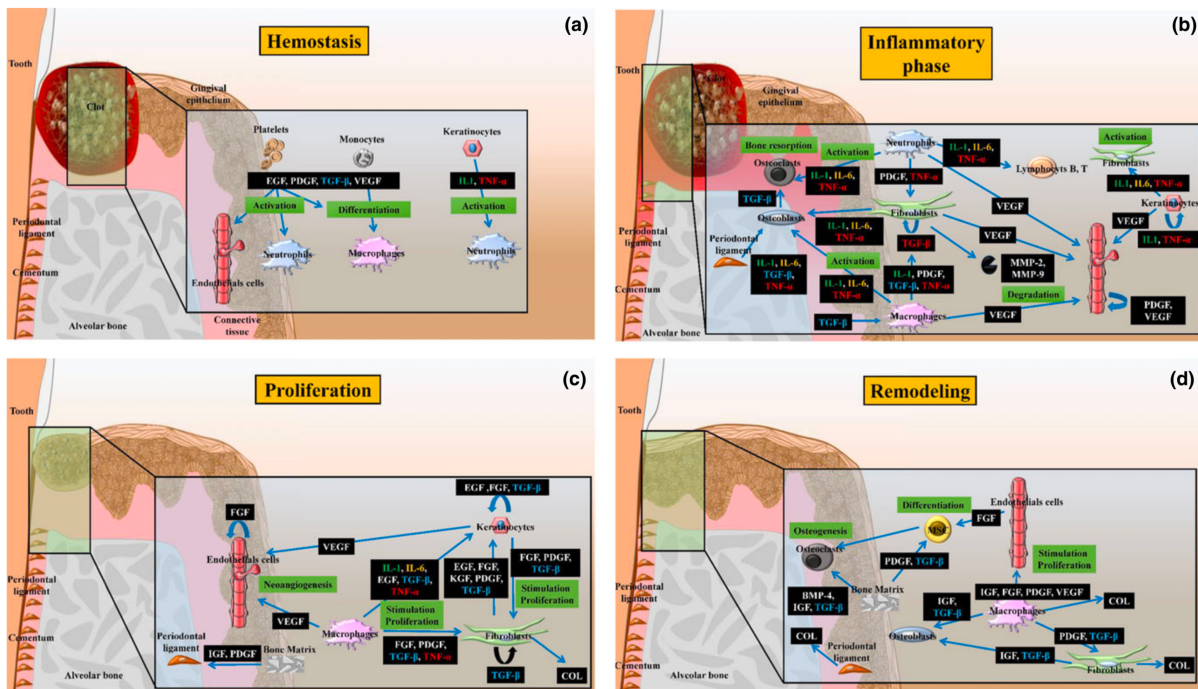 (a)
Hemostasis
Tooth
Clot
Gingival
epithelium
Platelets
Monocytes
Keratinocytes
EGF, PDGF, TGF-β, VEGF
IL1, TNF-α
Activation
Differentiation
Activation
Neutrophils
Macrophages
Neutrophils
Endothelials cells
Periodontal
ligament
Cementum
Alveolar bone
Connective
tissue
(b)
Inflammatory
phase
Tooth
Clot
Gingival
epithelium
Bone resorption
Osteoclasts
Activation
IL-1, IL-6,
TNF-α
Neutrophils
IL-1, IL-6,
TNF-α
Lymphocyts B, T
Activation
Fibroblasts
PDGF, TNF-α
IL1, IL6, TNF-α
Keratinocytes
TGF-β
Osteoblasts
Fibroblasts
VEGF
VEGF
IL1, TNF-α
IL-1, IL-6,
TNF-α
TGF-β
VEGF
Periodontal
ligament
IL-1, IL-6,
TGF-β,
TNF-α
Activation
IL-1, IL-6,
TNF-α
IL-1, PDGF,
TGF-β, TNF-α
MMP-2,
MMP-9
Degradation
TGF-β
Macrophages
VEGF
PDGF,
VEGF
Periodontal
ligament
Cementum
Alveolar bone
(c)
Proliferation
Tooth
FGF
EGF ,FGF, TGF-β
Keratinocytes
Endothelials cells
VEGF
Neoangiogenesis
IL-1, IL-6,
EGF, TGF-β,
TNF-α
EGF, FGF,
KGF, PDGF,
TGF-β
FGF, PDGF,
TGF-β
Stimulation
Proliferation
Stimulation
Proliferation
VEGF
Macrophages
Fibroblasts
FGF, PDGF,
TGF-β, TNF-α
Periodontal
ligament
IGF, PDGF
Bone Matrix
TGF-β
COL
Periodontal
ligament
Cementum
Alveolar bone
(d)
Remodeling
Tooth
Endothelials cells
Differentiation
FGF
MSC
Osteogenesis
Osteoclasts
PDGF, TGF-β
Stimulation
Proliferation
Bone Matrix
BMP-4,
IGF, TGF-β
IGF, FGF, PDGF, VEGF
Macrophages
COL
IGF,
TGF-β
COL
Osteoblasts
PDGF, TGF-β
Periodontal
ligament
IGF, TGF-β
Fibroblasts
COL
Periodontal
ligament
Cementum
Alveolar bone